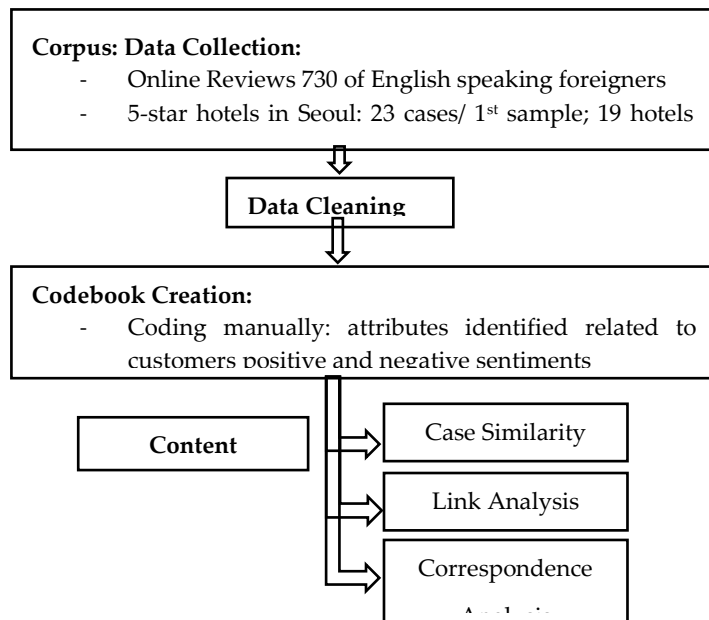 Corpus: Data Collection:
- Online Reviews 730 of English speaking foreigners
- 5-star hotels in Seoul: 23 cases/ 1st sample; 19 hotels
Data Cleaning
Codebook Creation:
- Coding manually: attributes identified related to
customers positive and negative sentiments
Content
Case Similarity
Link Analysis
Correspondence
Analysis